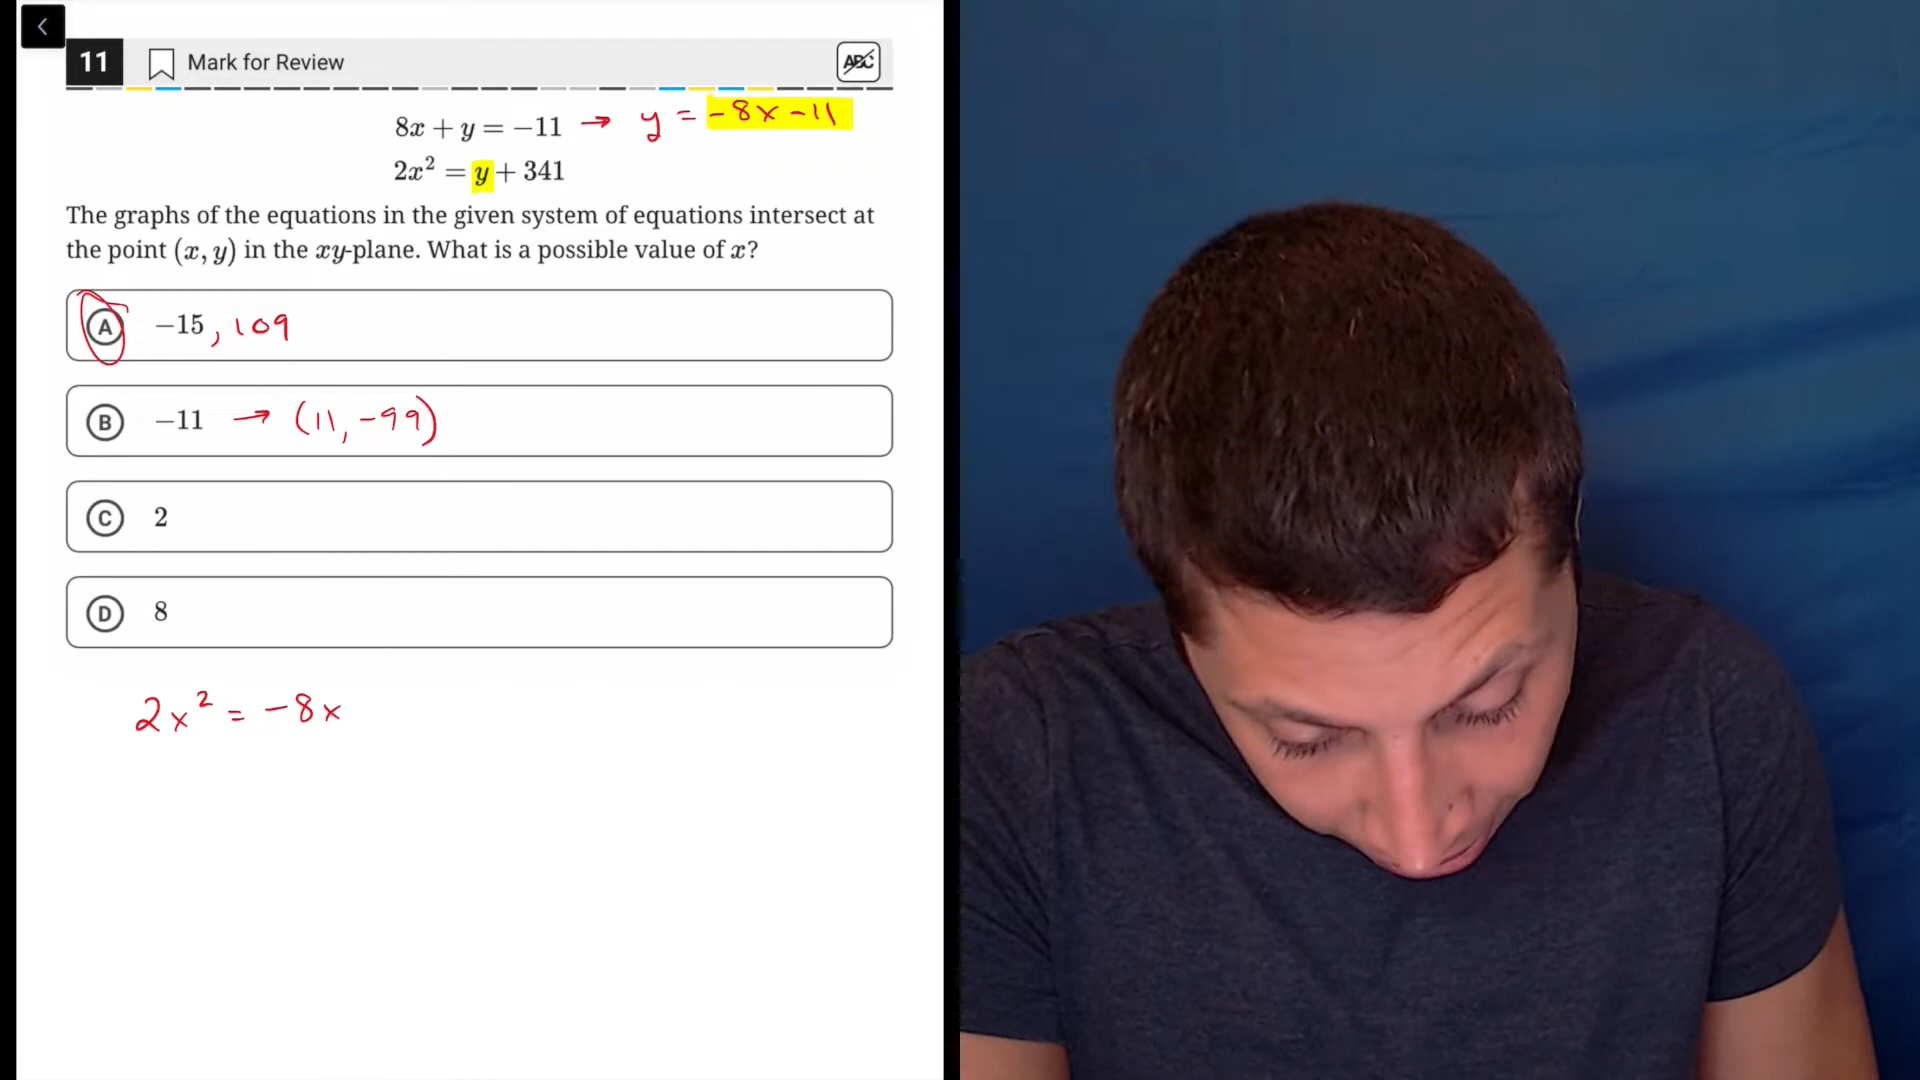 11 Mark for Review ABC
8x + y = −11 → y = −8x −11
2x² = y + 341
The graphs of the equations in the given system of equations intersect at
the point (x, y) in the xy-plane. What is a possible value of x?
A −15, 109
B −11 → (11, −99)
C 2
D 8
2x² = −8x